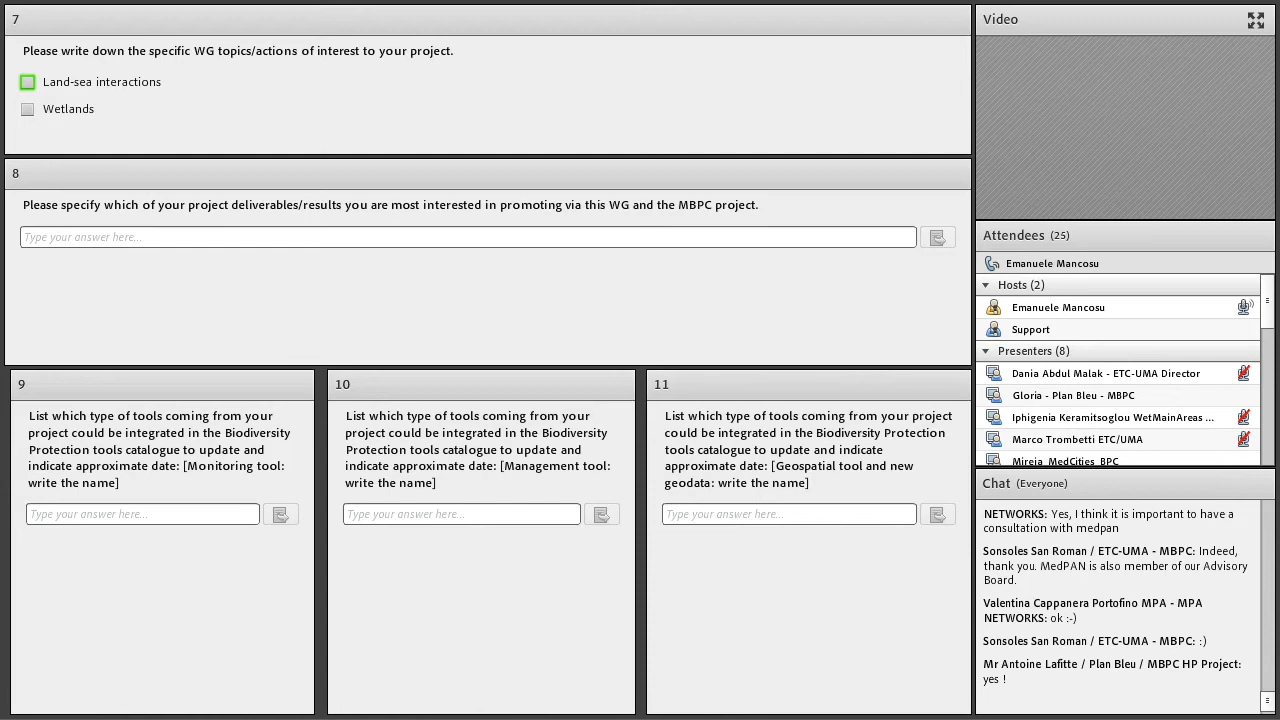 7
Please write down the specific WG topics/actions of interest to your project.
Land-sea interactions
Wetlands
8
Please specify which of your project deliverables/results you are most interested in promoting via this WG and the MBPC project.
Type your answer here...
9
List which type of tools coming from your
project could be integrated in the Biodiversity
Protection tools catalogue to update and
indicate approximate date: [Monitoring tool:
write the name]
Type your answer here...
10
List which type of tools coming from your
project could be integrated in the Biodiversity
Protection tools catalogue to update and
indicate approximate date: [Management tool:
write the name]
Type your answer here...
11
List which type of tools coming from your project
could be integrated in the Biodiversity Protection
tools catalogue to update and indicate
approximate date: [Geospatial tool and new
geodata: write the name]
Type your answer here...
Video
Attendees (25)
Emanuele Mancosu
Hosts (2)
Emanuele Mancosu
Support
Presenters (8)
Dania Abdul Malak - ETC-UMA Director
Gloria - Plan Bleu - MBPC
Iphigenia Keramitsoglou WetMainAreas ...
Marco Trombetti ETC/UMA
Mireia MedCities BPC
Chat (Everyone)
NETWORKS: Yes, I think it is important to have a
consultation with medpan
Sonsoles San Roman / ETC-UMA - MBPC: Indeed,
thank you. MedPAN is also member of our Advisory
Board.
Valentina Cappanera Portofino MPA - MPA
NETWORKS: ok :-)
Sonsoles San Roman / ETC-UMA - MBPC: :)
Mr Antoine Lafitte / Plan Bleu / MBPC HP Project:
yes !